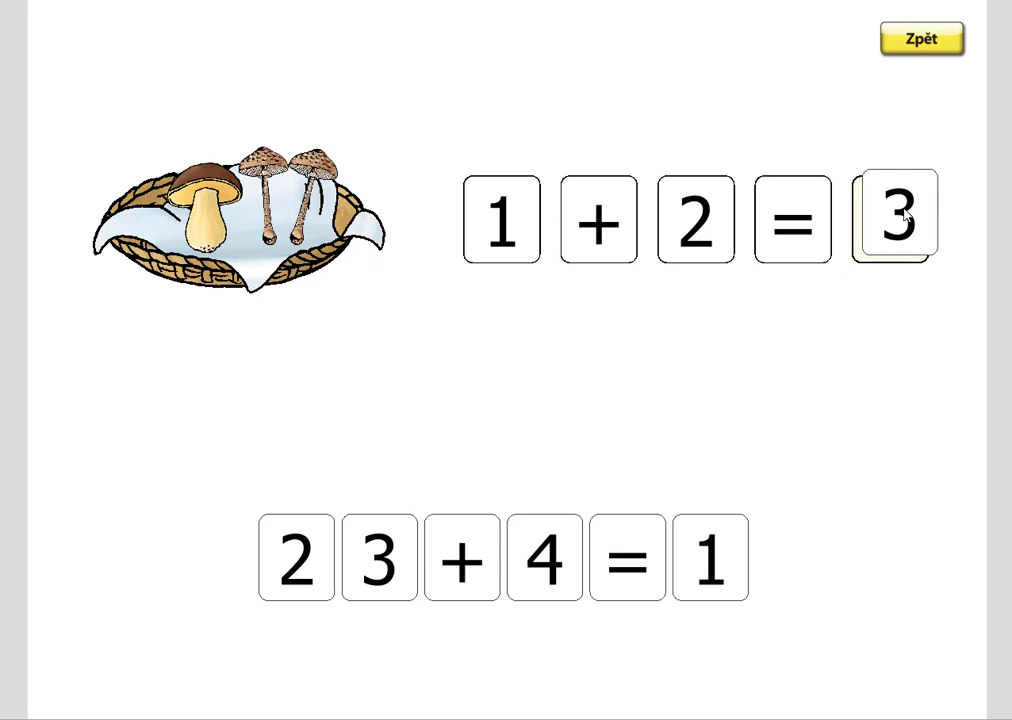 Zpět
1 + 2 = 3
2 3 + 4 = 1